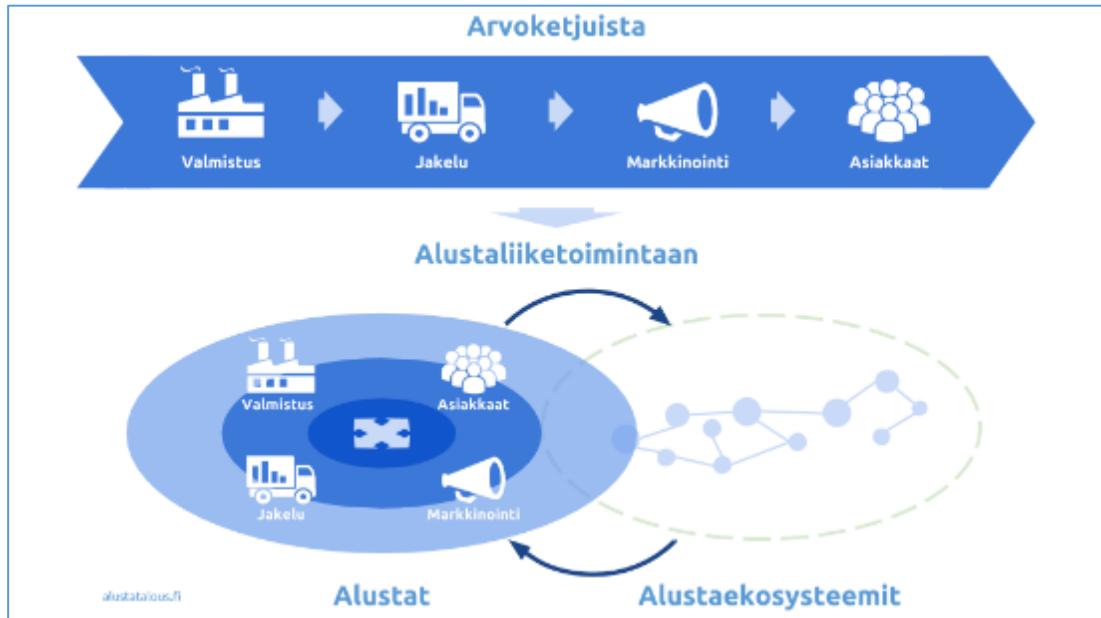 Arvoketjuista
Valmistus
Jakelu
Markkinointi
Asiakkaat
Alustaliiketoimintaan
Valmistus
Asiakkaat
Jakelu
Markkinointi
alustatalous.fi
Alustat
Alustaekosysteemit